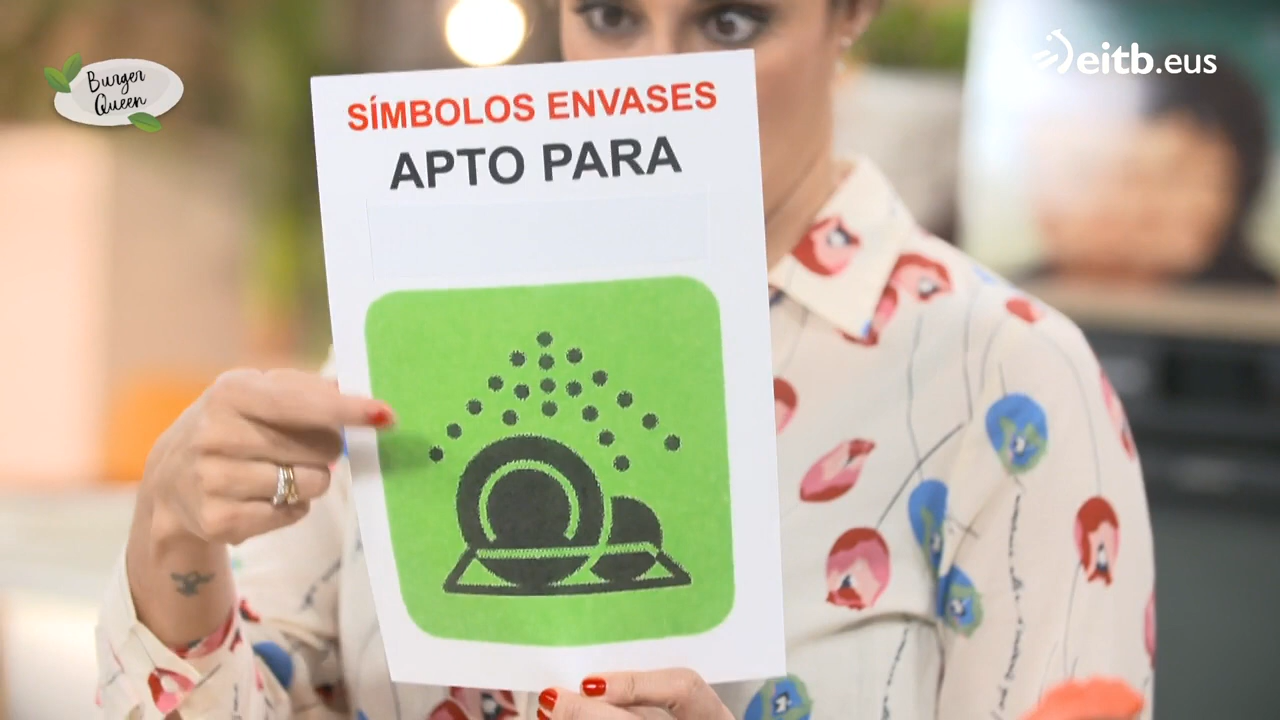 Burger
Queen
eitb.eus
SÍMBOLOS ENVASES
APTO PARA